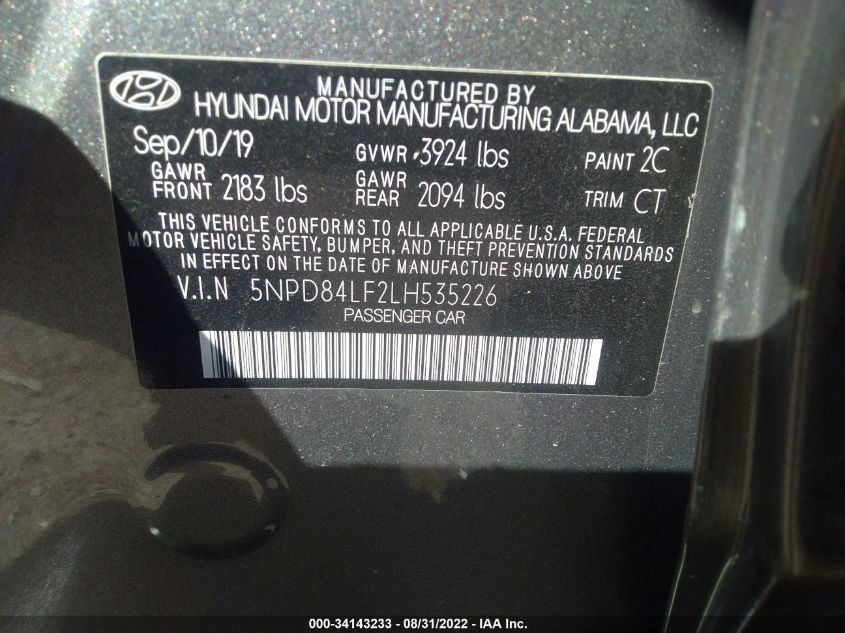 MANUFACTURED BY
HYUNDAI MOTOR MANUFACTURING ALABAMA, LLC
Sep/10/19 GVWR 3924 lbs PAINT 2C
GAWR FRONT 2183 lbs GAWR REAR 2094 lbs TRIM CT
THIS VEHICLE CONFORMS TO ALL APPLICABLE U.S.A. FEDERAL
MOTOR VEHICLE SAFETY, BUMPER, AND THEFT PREVENTION STANDARDS
IN EFFECT ON THE DATE OF MANUFACTURE SHOWN ABOVE
V.I.N 5NPD84LF2LH535226
PASSENGER CAR
000-34143233 - 08/31/2022 - IAA Inc.